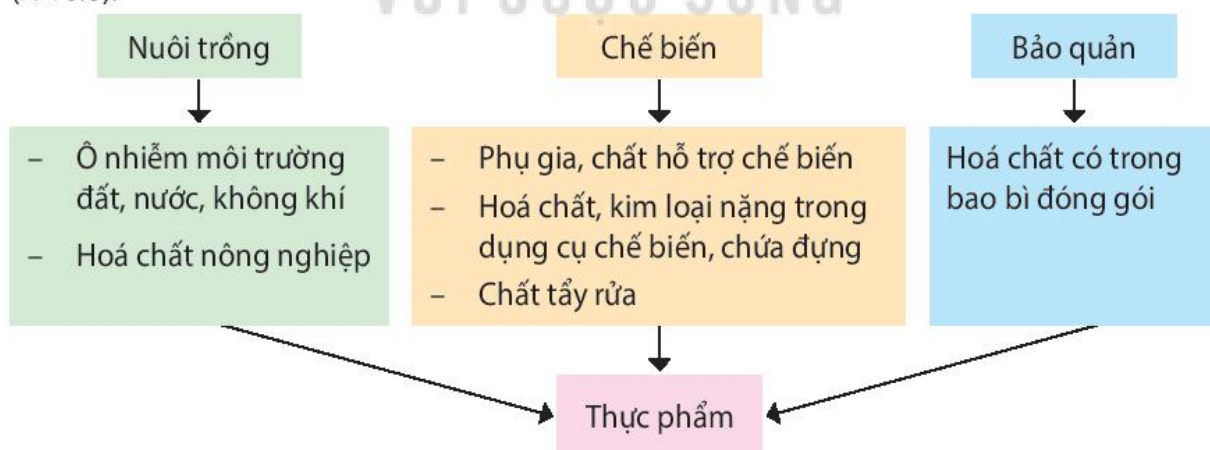 Nuôi trồng
Chế biến
Bảo quản
– Ô nhiễm môi trường
đất, nước, không khí
– Hoá chất nông nghiệp
– Phụ gia, chất hỗ trợ chế biến
– Hoá chất, kim loại nặng trong
dụng cụ chế biến, chứa đựng
– Chất tẩy rửa
Hoá chất có trong
bao bì đóng gói
Thực phẩm